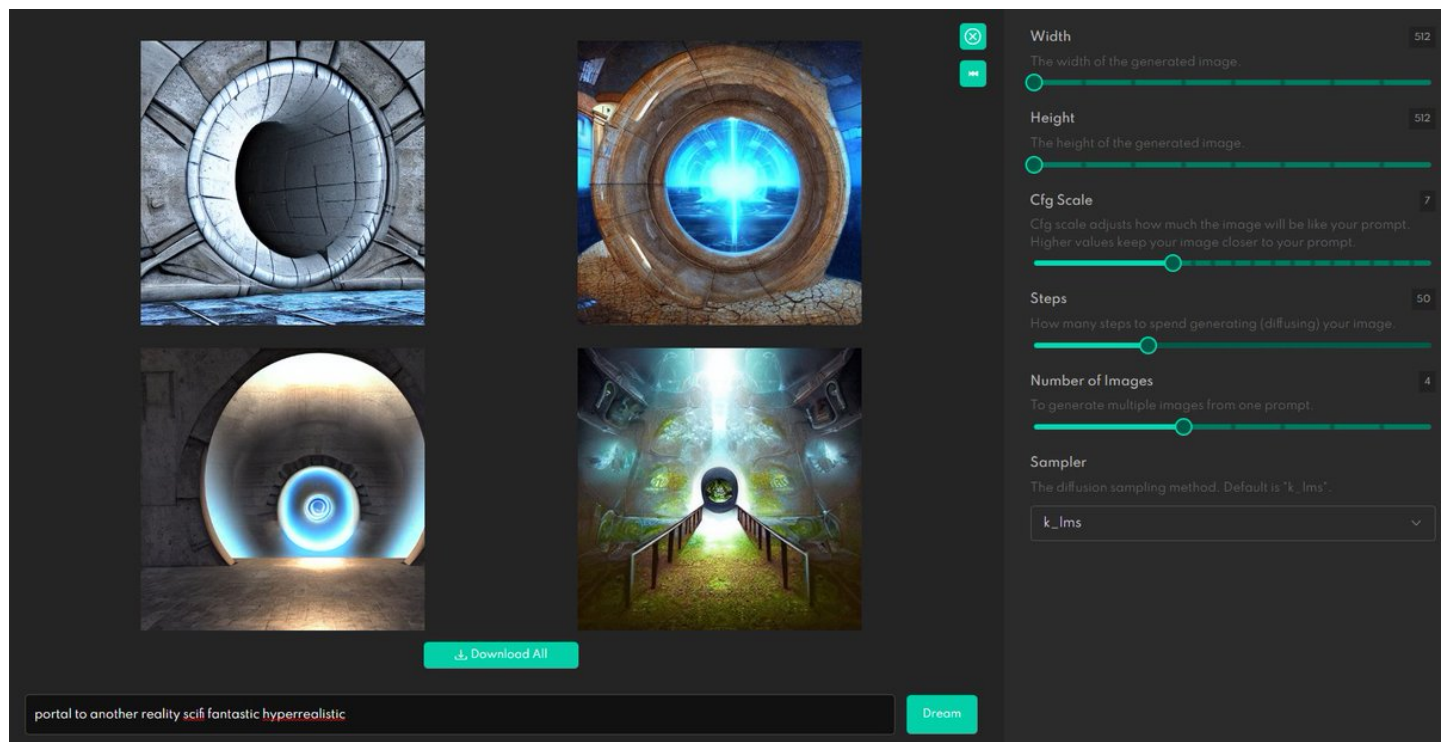 Download All
portal to another reality scifi fantastic hyperrealistic
Dream
Width
512
The width of the generated image.
Height
512
The height of the generated image.
Cfg Scale
7
Cfg scale adjusts how much the image will be like your prompt.
Higher values keep your image closer to your prompt.
Steps
50
How many steps to spend generating (diffusing) your image.
Number of Images
4
To generate multiple images from one prompt.
Sampler
The diffusion sampling method. Default is "k_lms".
k_lms